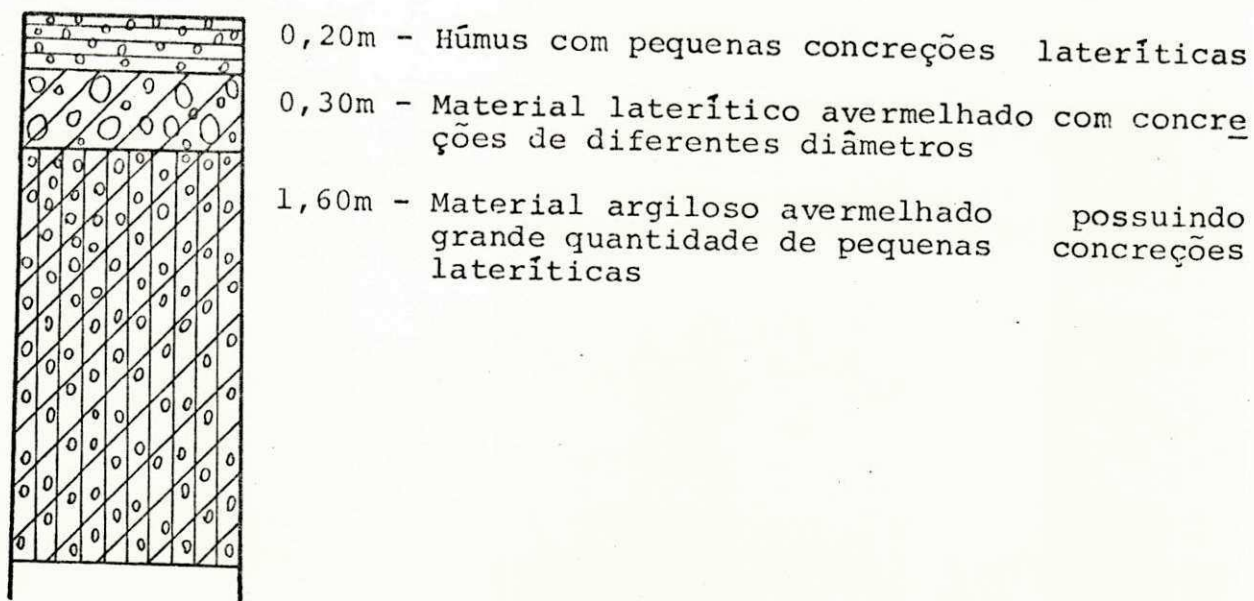 0,20m - Húmus com pequenas concreções lateríticas
0,30m - Material laterítico avermelhado com concre
ções de diferentes diâmetros
1,60m - Material argiloso avermelhado possuindo
grande quantidade de pequenas concreções
lateríticas